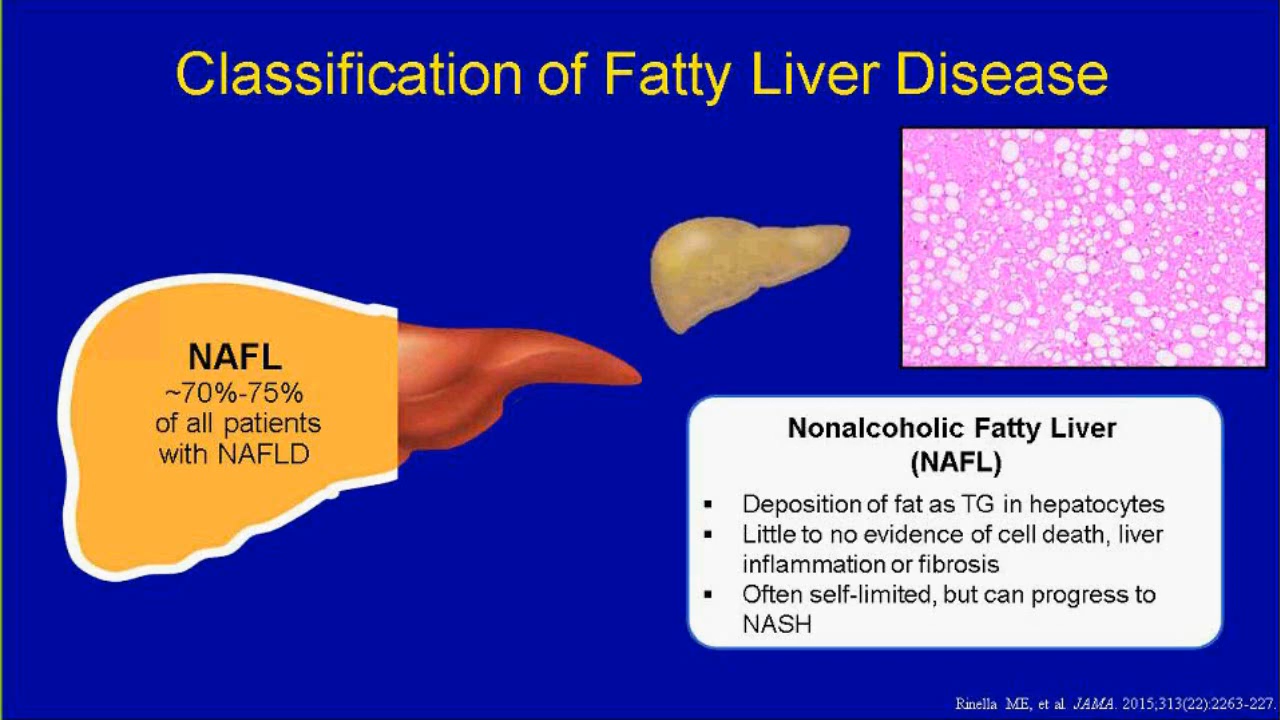 Classification of Fatty Liver Disease
NAFL
~70%-75%
of all patients
with NAFLD
Nonalcoholic Fatty Liver
(NAFL)
▪ Deposition of fat as TG in hepatocytes
▪ Little to no evidence of cell death, liver
inflammation or fibrosis
▪ Often self-limited, but can progress to
NASH
Rinella ME, et al. JAMA. 2015;313(22):2263-227.